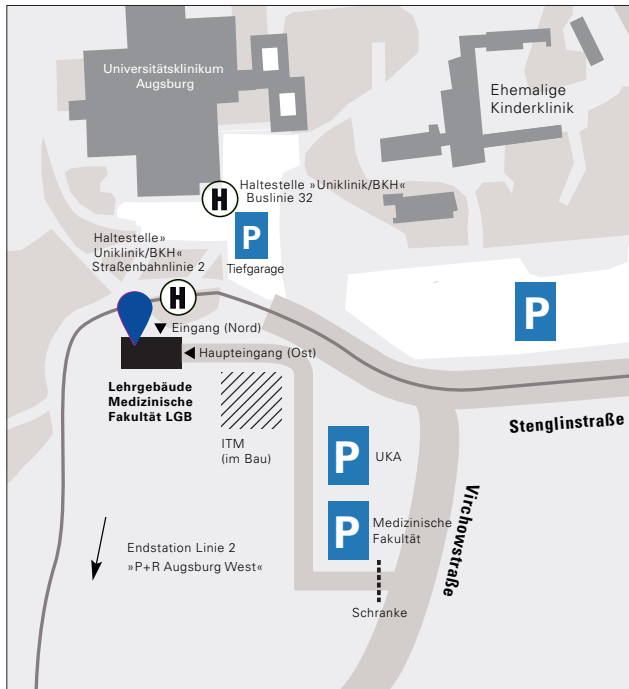 Universitätsklinikum
Augsburg
Ehemalige
Kinderklinik
H
Haltestelle »Uniklinik/BKH«
Buslinie 32
P
Tiefgarage
Haltestelle»
Uniklinik/BKH«
Straßenbahnlinie 2
H
P
Eingang (Nord)
Haupteingang (Ost)
Lehrgebäude
Medizinische
Fakultät LGB
ITM
(im Bau)
Stenglinstraße
P
UKA
P
Medizinische
Fakultät
Virchowstraße
Endstation Linie 2
»P+R Augsburg West«
Schranke